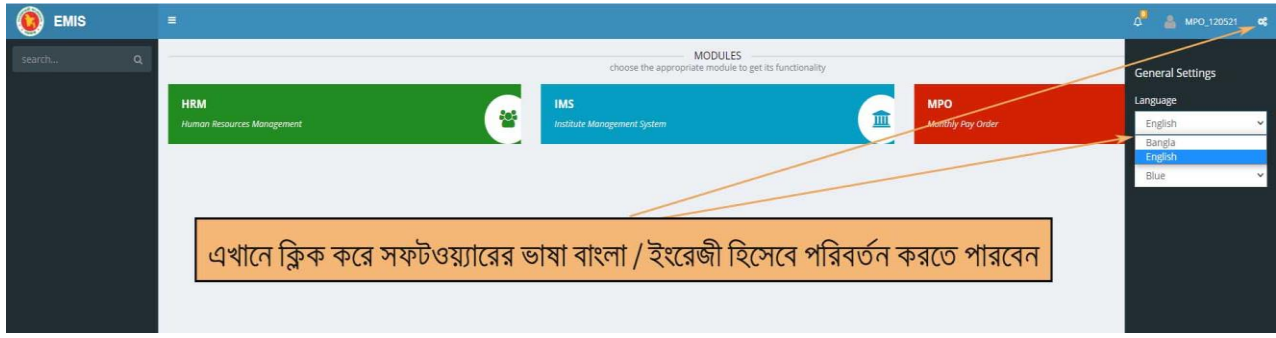 EMIS
MPO_120521
search...
MODULES
choose the appropriate module to get its functionality
HRM
Human Resources Management
IMS
Institute Management System
MPO
Monthly Pay Order
General Settings
Language
English
Bangla
English
Blue
এখানে ক্লিক করে সফটওয়্যারের ভাষা বাংলা / ইংরেজী হিসেবে পরিবর্তন করতে পারবেন